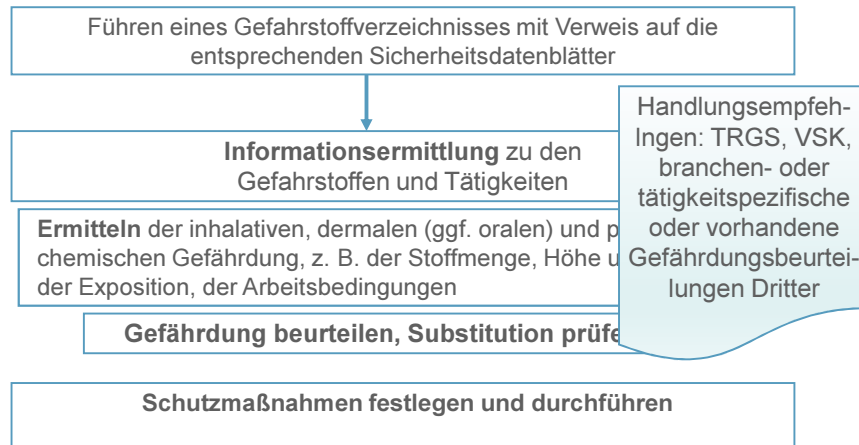 Führen eines Gefahrstoffverzeichnisses mit Verweis auf die
entsprechenden Sicherheitsdatenblätter
Informationsermittlung zu den
Gefahrstoffen und Tätigkeiten
Ermitteln der inhalativen, dermalen (ggf. oralen) und p
chemischen Gefährdung, z. B. der Stoffmenge, Höhe u
der Exposition, der Arbeitsbedingungen
Gefährdung beurteilen, Substitution prüfe
Handlungsempfeh-
lngen: TRGS, VSK,
branchen- oder
tätigkeitspezifische
oder vorhandene
Gefährdungsbeurtei-
lungen Dritter
Schutzmaßnahmen festlegen und durchführen